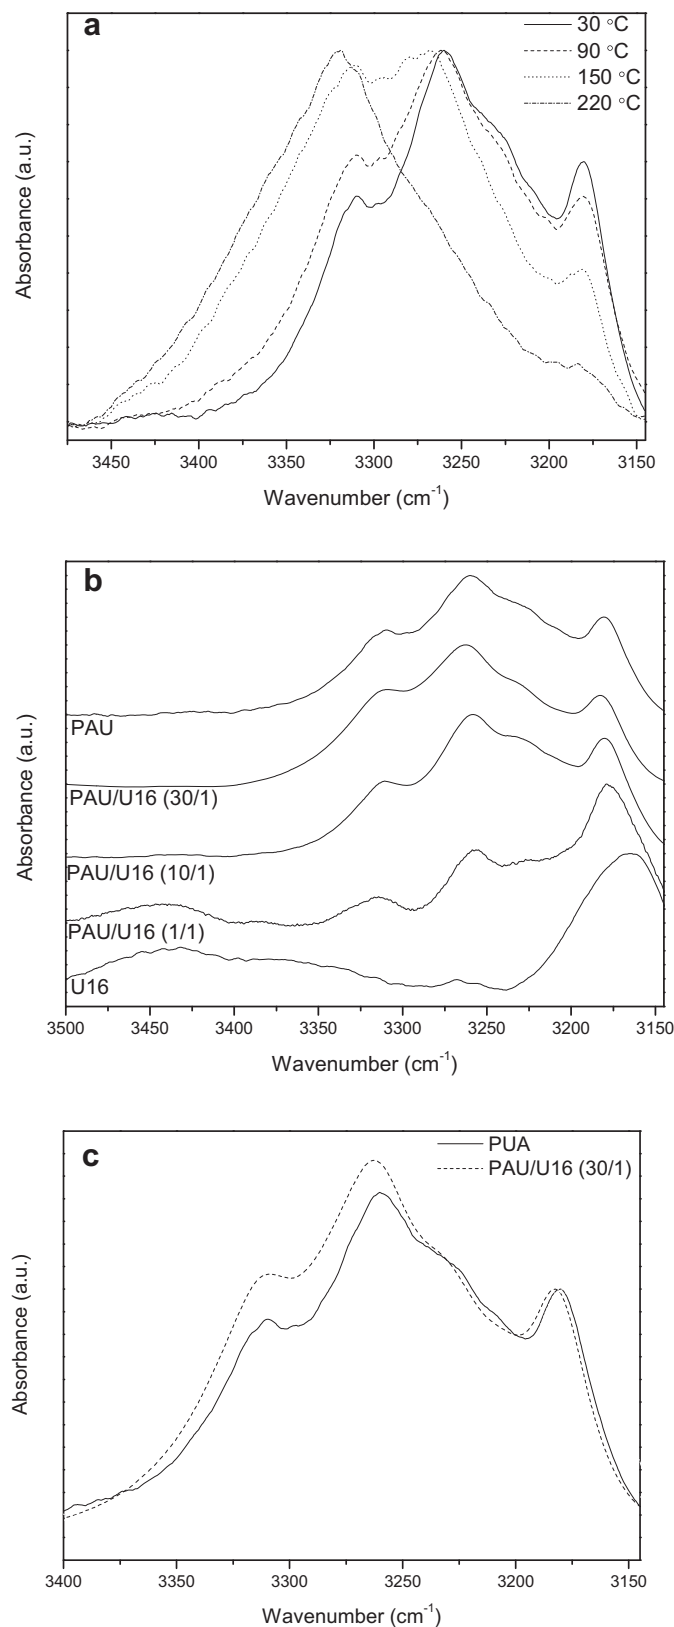 a
30 °C
90 °C
150 °C
220 °C
Absorbance (a.u.)
3450 3400 3350 3300 3250 3200 3150
Wavenumber (cm-1)
b
PAU
PAU/U16 (30/1)
PAU/U16 (10/1)
PAU/U16 (1/1)
U16
Absorbance (a.u.)
3500 3450 3400 3350 3300 3250 3200 3150
Wavenumber (cm-1)
c
PUA
PAU/U16 (30/1)
Absorbance (a.u.)
3400 3350 3300 3250 3200 3150
Wavenumber (cm-1)